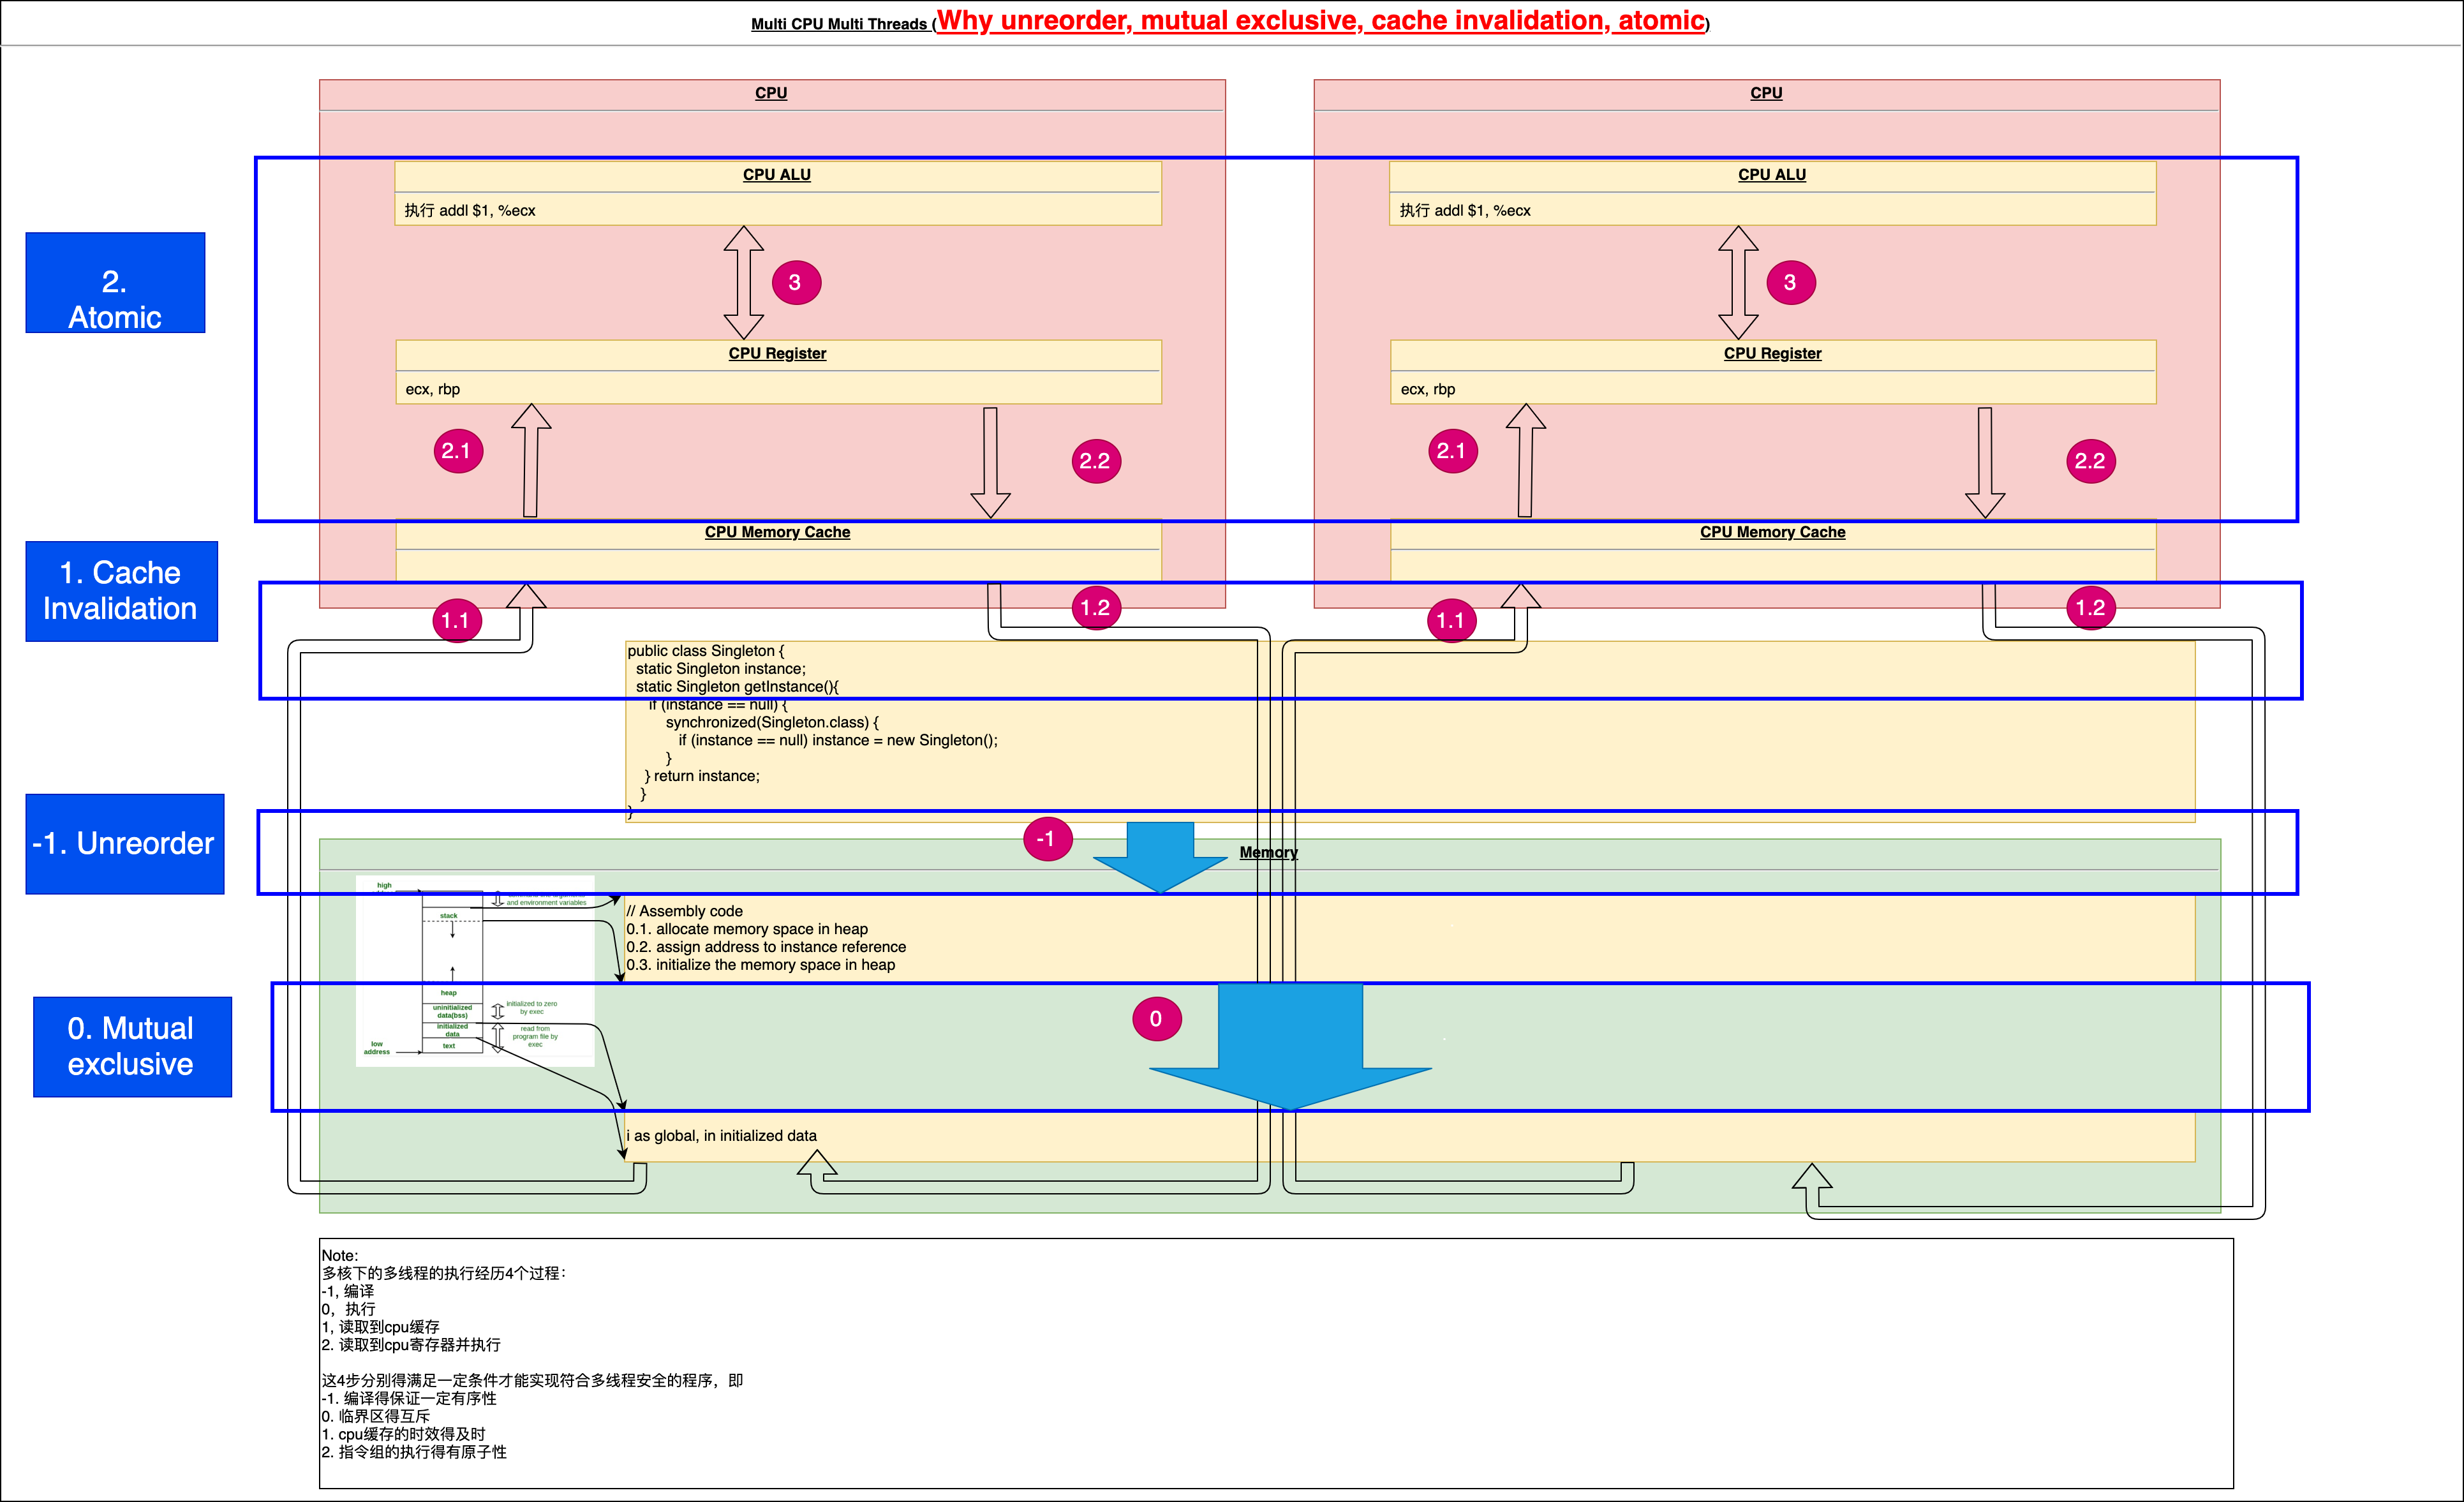 Multi CPU Multi Threads (Why unreorder, mutual exclusive, cache invalidation, atomic)
CPU
CPU
2.
Atomic
CPU ALU
执行 addl $1, %ecx
CPU ALU
执行 addl $1, %ecx
3
3
CPU Register
ecx, rbp
CPU Register
ecx, rbp
2.1
2.2
2.1
2.2
CPU Memory Cache
CPU Memory Cache
1. Cache
Invalidation
1.1
1.2
1.1
1.2
public class Singleton {
static Singleton instance;
static Singleton getInstance(){
if (instance == null) {
synchronized(Singleton.class) {
if (instance == null) instance = new Singleton();
}
} return instance;
}
}
-1. Unreorder
-1
Memory
high
and environment variables
stack
heap
uninitialized
data(bss)
initialized to zero
by exec
initialized
data
read from
program file by
exec
text
low
address
// Assembly code
0.1. allocate memory space in heap
0.2. assign address to instance reference
0.3. initialize the memory space in heap
0. Mutual
exclusive
0
i as global, in initialized data
Note:
多核下的多线程的执行经历4个过程：
-1, 编译
0，执行
1, 读取到cpu缓存
2. 读取到cpu寄存器并执行
这4步分别得满足一定条件才能实现符合多线程安全的程序，即
-1. 编译得保证一定有序性
0. 临界区得互斥
1. cpu缓存的时效得及时
2. 指令组的执行得有原子性